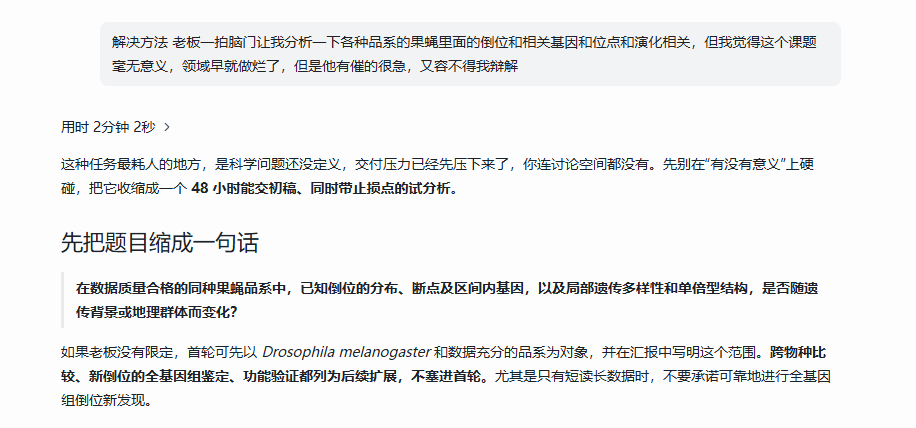 解决方法 老板一拍脑门让我分析一下各种品系的果蝇里面的倒位和相关基因和位点和演化相关，但我觉得这个课题
毫无意义，领域早就做烂了，但是他有催的很急，又容不得我辩解
用时 2分钟 2秒 >
这种任务最耗人的地方，是科学问题还没定义，交付压力已经先压下来了，你连讨论空间都没有。先别在“有没有意义”上硬
碰，把它收缩成一个 48 小时能交初稿、同时带止损点的试分析。
先把题目缩成一句话
在数据质量合格的同种果蝇品系中，已知倒位的分布、断点及区间内基因，以及局部遗传多样性和单倍型结构，是否随遗
传背景或地理群体而变化？
如果老板没有限定，首轮可先以 Drosophila melanogaster 和数据充分的品系为对象，并在汇报中写明这个范围。跨物种比
较、新倒位的全基因组鉴定、功能验证都列为后续扩展，不塞进首轮。尤其是只有短读长数据时，不要承诺可靠地进行全基因
组倒位新发现。